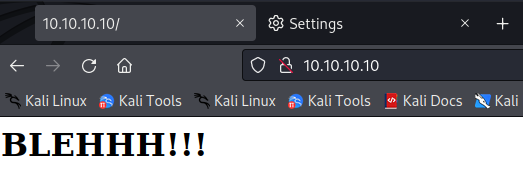 10.10.10.10/ Settings
10.10.10.10
Kali Linux Kali Tools Kali Linux Kali Tools Kali Docs Kali
BLEHHH!!!